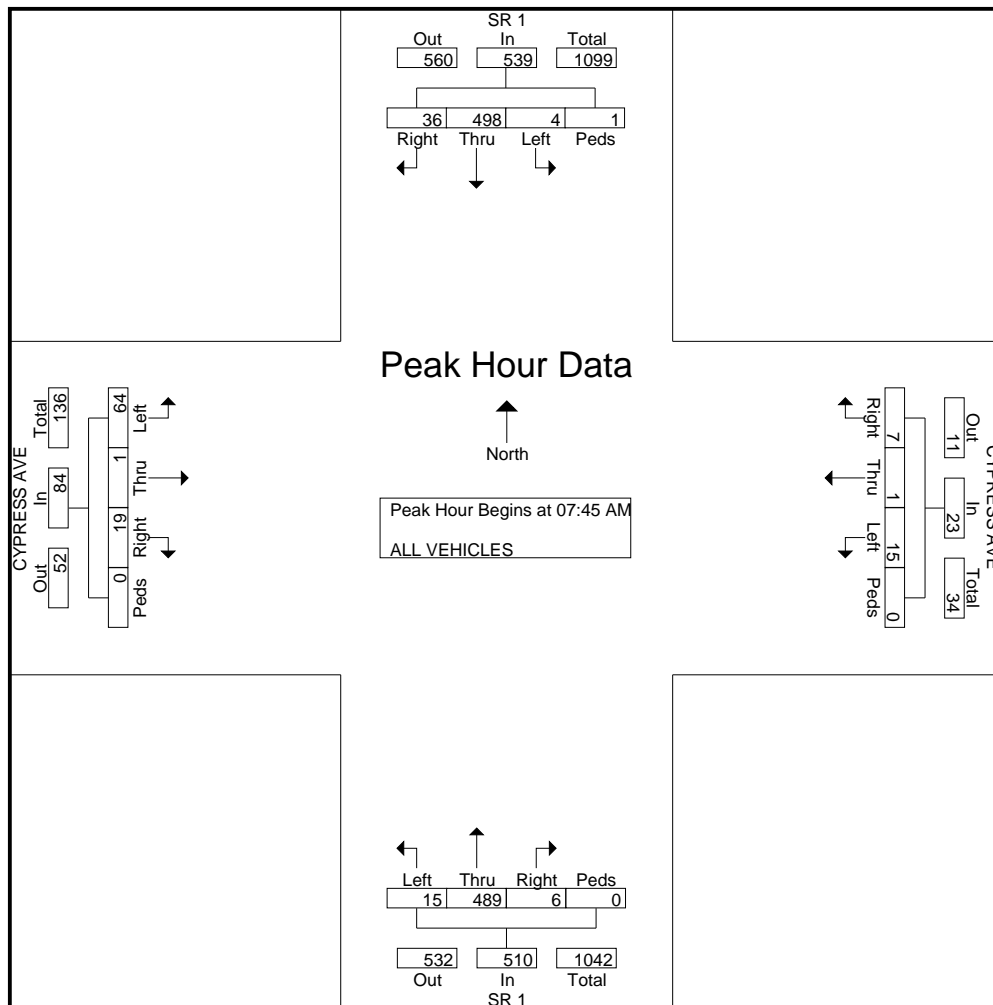 SR 1
Out In Total
560 539 1099
36 498 4 1
Right Thru Left Peds
Peak Hour Data
North
Peak Hour Begins at 07:45 AM
ALL VEHICLES
CYPRESS AVE
Out In Total
52 84 136
0 19 1 64
Peds Right Thru Left
CYPRESS AVE
Out In Total
11 23 34
7 1 15 0
Right Thru Left Peds
Left Thru Right Peds
15 489 6 0
532 510 1042
Out In Total
SR 1